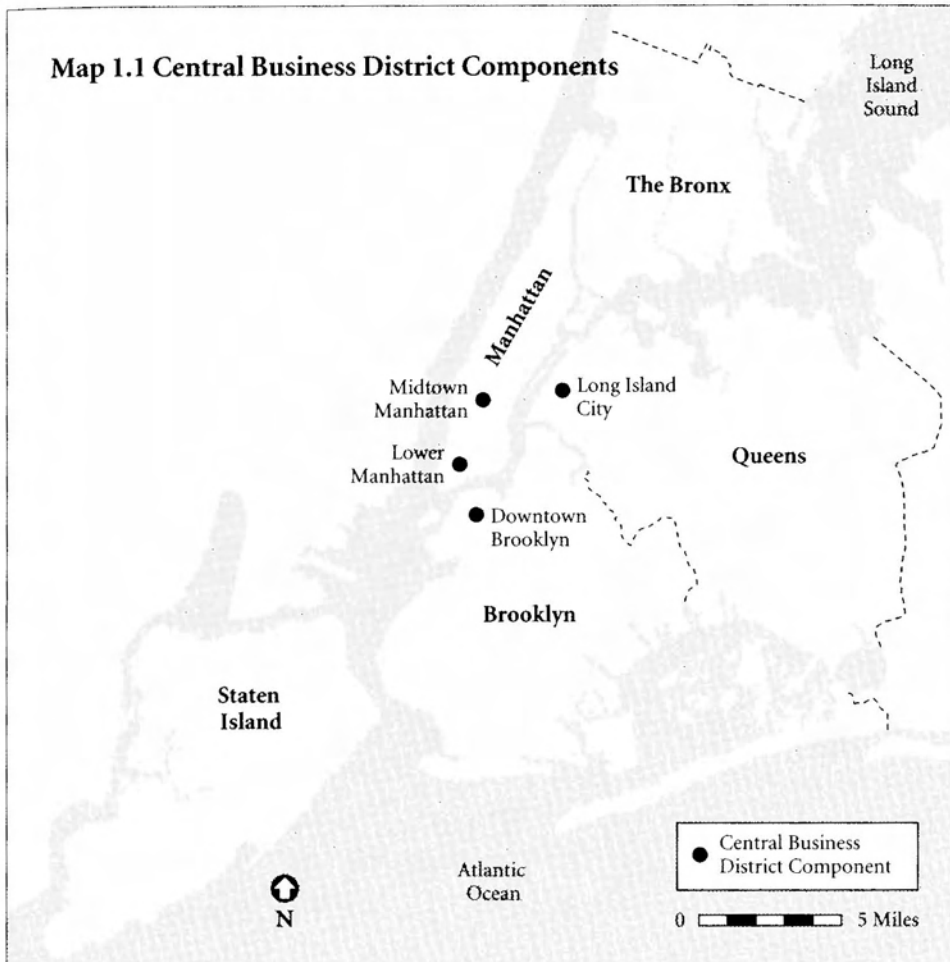 Map 1.1 Central Business District Components
Long
Island
Sound
The Bronx
Manhattan
Midtown
Manhattan
Long Island
City
Lower
Manhattan
Queens
Downtown
Brooklyn
Brooklyn
Staten
Island
Central Business
District Component
Atlantic
Ocean
N
0 5 Miles